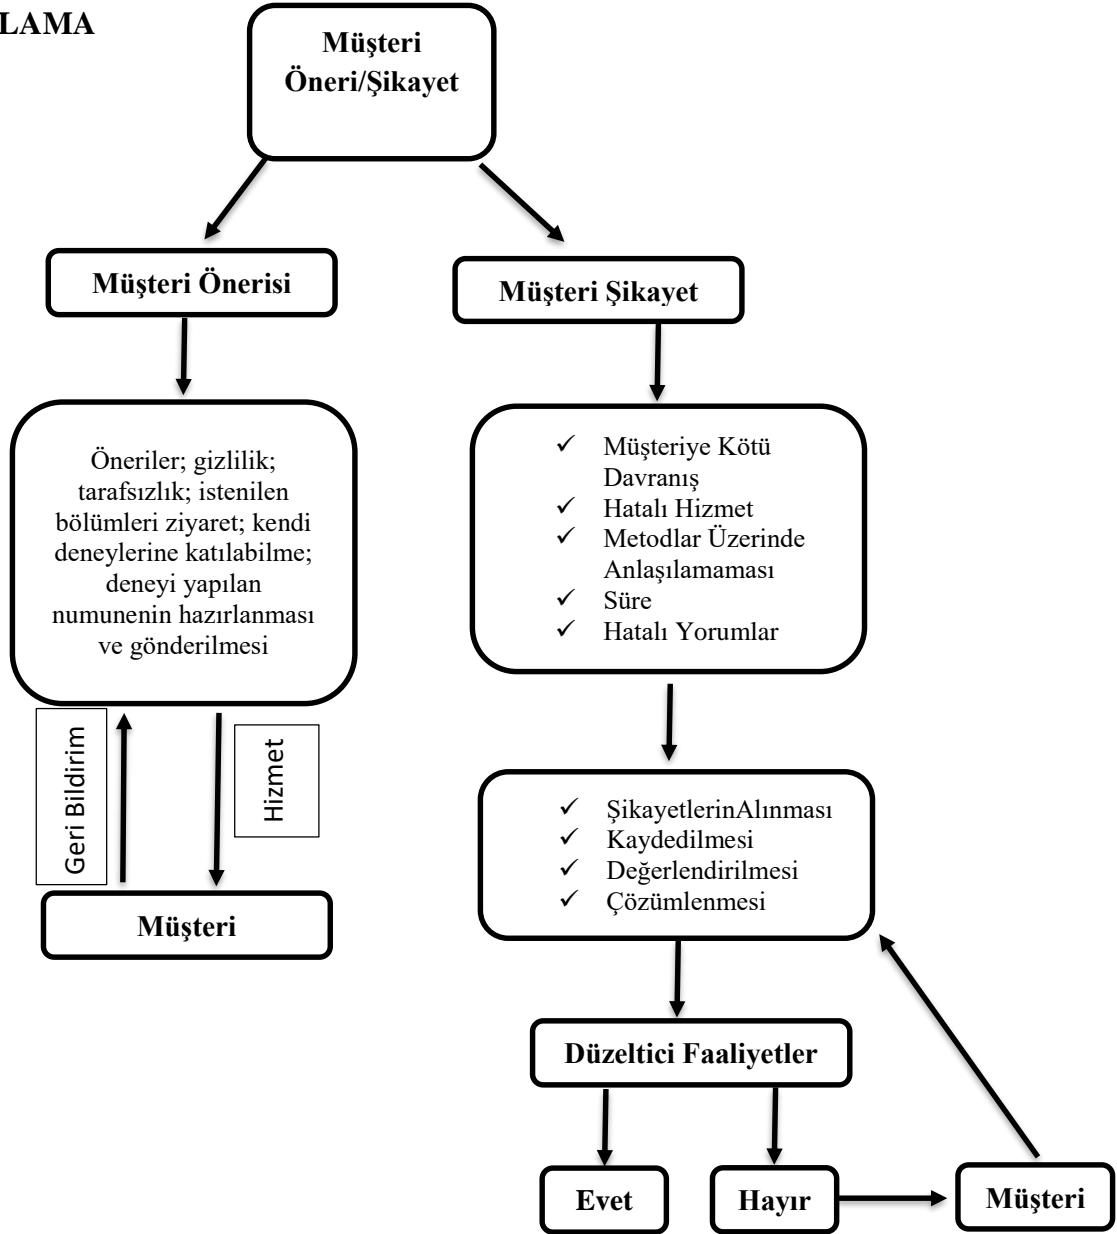 LAMA
Müşteri
Öneri/Şikayet
Müşteri Önerisi
Müşteri Şikayet
Öneriler; gizlilik;
tarafsızlık; istenilen
bölümleri ziyaret; kendi
deneylerine katılabilme;
deneyi yapılan
numunenin hazırlanması
ve gönderilmesi
✓ Müşteriye Kötü
Davranış
✓ Hatalı Hizmet
✓ Metodlar Üzerinde
Anlaşılamaması
✓ Süre
✓ Hatalı Yorumlar
Geri Bildirim
Hizmet
Müşteri
✓ ŞikayetlerinAlınması
✓ Kaydedilmesi
✓ Değerlendirilmesi
✓ Çözümlenmesi
Düzeltici Faaliyetler
Evet
Hayır
Müşteri